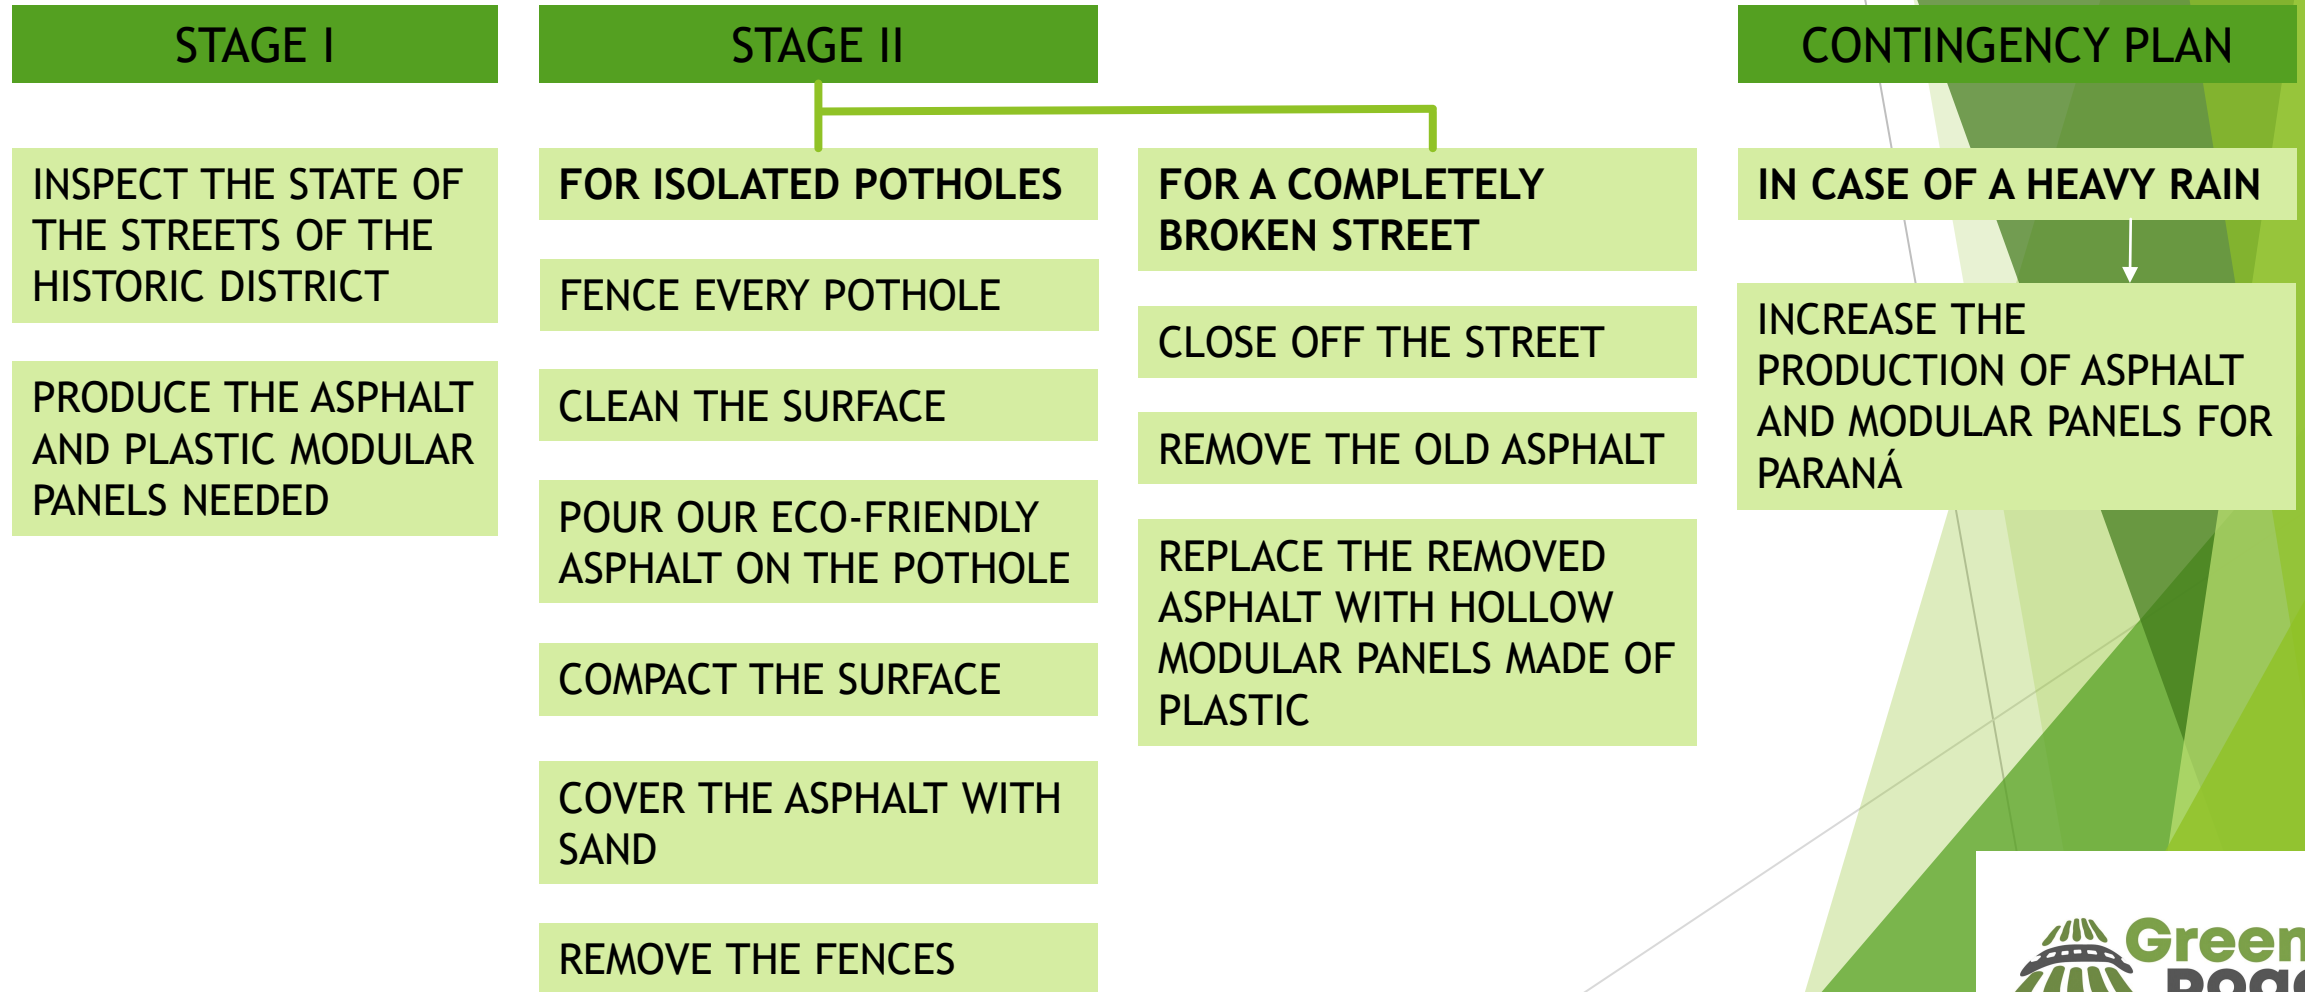 STAGE I
INSPECT THE STATE OF
THE STREETS OF THE
HISTORIC DISTRICT
PRODUCE THE ASPHALT
AND PLASTIC MODULAR
PANELS NEEDED
STAGE II
FOR ISOLATED POTHOLES
FENCE EVERY POTHOLE
CLEAN THE SURFACE
POUR OUR ECO-FRIENDLY
ASPHALT ON THE POTHOLE
COMPACT THE SURFACE
COVER THE ASPHALT WITH
SAND
REMOVE THE FENCES
FOR A COMPLETELY
BROKEN STREET
CLOSE OFF THE STREET
REMOVE THE OLD ASPHALT
REPLACE THE REMOVED
ASPHALT WITH HOLLOW
MODULAR PANELS MADE OF
PLASTIC
CONTINGENCY PLAN
IN CASE OF A HEAVY RAIN
INCREASE THE
PRODUCTION OF ASPHALT
AND MODULAR PANELS FOR
PARANÁ
Green